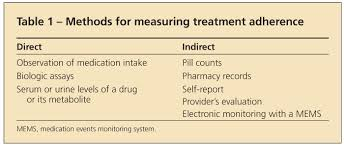 Table 1 – Methods for measuring treatment adherence
Direct Indirect
Observation of medication intake Pill counts
Biologic assays Pharmacy records
Serum or urine levels of a drug Self-report
or its metabolite Provider's evaluation
Electronic monitoring with a MEMS
MEMS, medication events monitoring system.